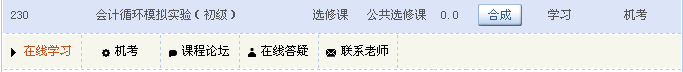 230 会计循环模拟实验（初级） 选修课 公共选修课 0.0 合成 学习 机考
在线学习 机考 课程论坛 在线答疑 联系老师